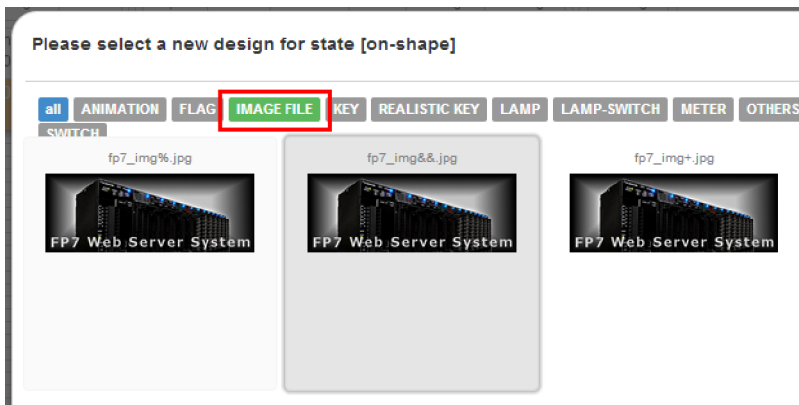 Please select a new design for state [on-shape]
all ANIMATION FLAG IMAGE FILE KEY REALISTIC KEY LAMP LAMP-SWITCH METER OTHERS
SWITCH
fp7_img%.jpg fp7_img&&.jpg fp7_img+.jpg
FP7 Web Server System FP7 Web Server System FP7 Web Server System